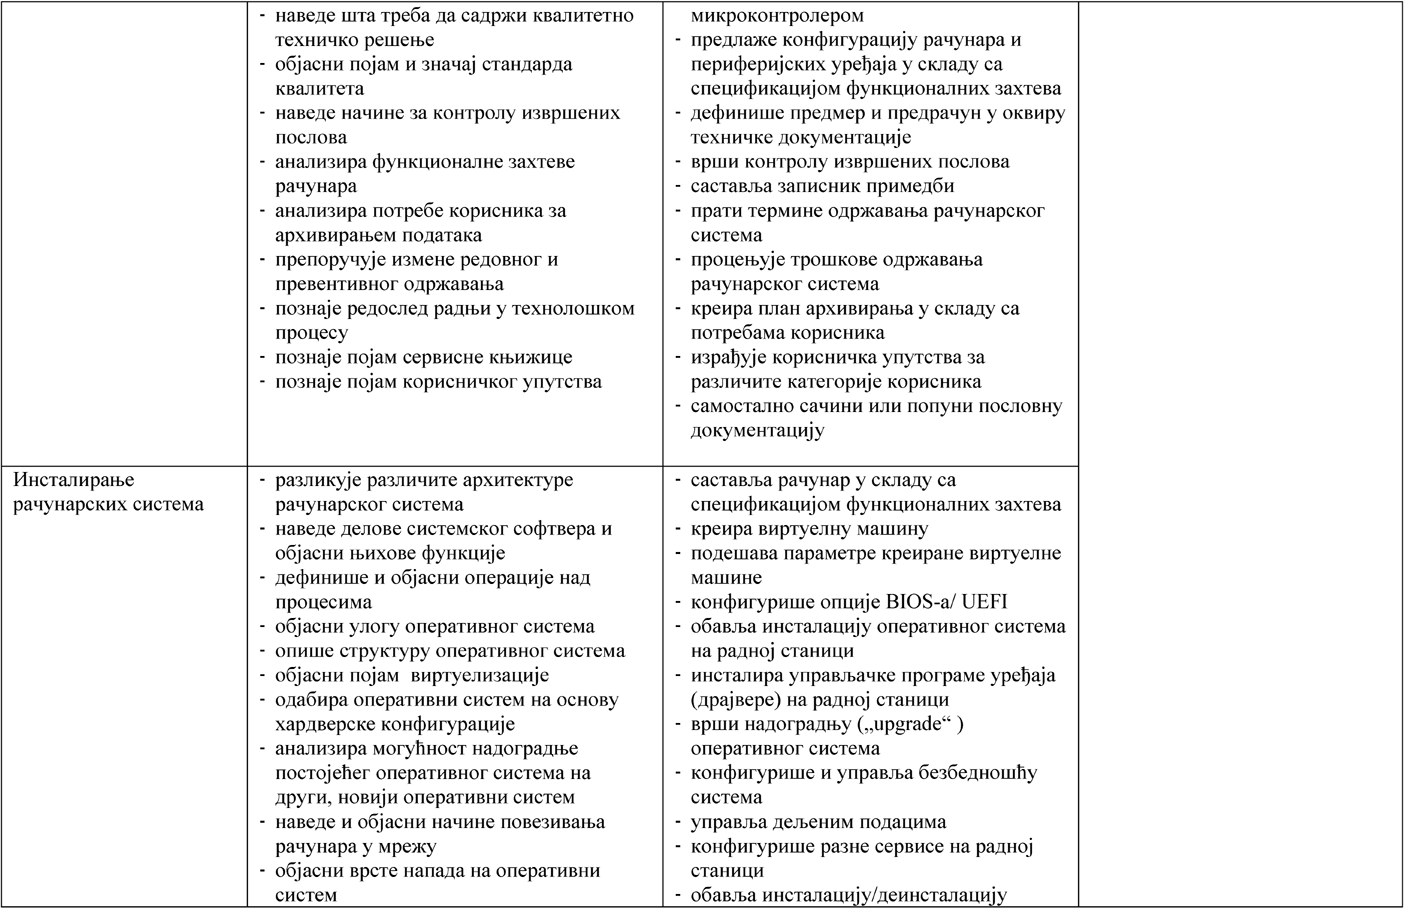 - наведе шта треба да садржи квалитетно
техничко решење
- објасни појам и значај стандарда
квалитета
- наведе начине за контролу извршених
послова
- анализира функционалне захтеве
рачунара
- анализира потребе корисника за
архивирањем података
- препоручује измене редовног и
превентивног одржавања
- познаје редослед радњи у технолошком
процесу
- познаје појам сервисне књижице
- познаје појам корисничког упутства
микроконтролером
- предлаже конфигурацију рачунара и
периферијских уређаја у складу са
спецификацијом функционалних захтева
- дефинише предмер и предрачун у оквиру
техничке документације
- врши контролу извршених послова
- саставља записник примедби
- прати термине одржавања рачунарског
система
- процењује трошкове одржавања
рачунарског система
- креира план архивирања у складу са
потребама корисника
- израђује корисничка упутства за
различите категорије корисника
- самостално сачини или попуни пословну
документацију
Инсталирање
рачунарских система
- разликује различите архитектуре
рачунарског система
- наведе делове системског софтвера и
објасни њихове функције
- дефинише и објасни операције над
процесима
- објасни улогу оперативног система
- опише структуру оперативног система
- објасни појам  виртуелизације
- одабира оперативни систем на основу
хардверске конфигурације
- анализира могућност надоградње
постојећег оперативног система на
други, новији оперативни систем
- наведе и објасни начине повезивања
рачунара у мрежу
- објасни врсте напада на оперативни
систем
- саставља рачунар у складу са
спецификацијом функционалних захтева
- креира виртуелну машину
- подешава параметре креиране виртуелне
машине
- конфигурише опције BIOS-a/ UEFI
- обавља инсталацију оперативног система
на радној станици
- инсталира управљачке програме уређаја
(драјвере) на радној станици
- врши надоградњу („upgrade“ )
оперативног система
- конфигурише и управља безбедношћу
система
- управља дељеним подацима
- конфигурише разне сервисе на радној
станици
- обавља инсталацију/деинсталацију